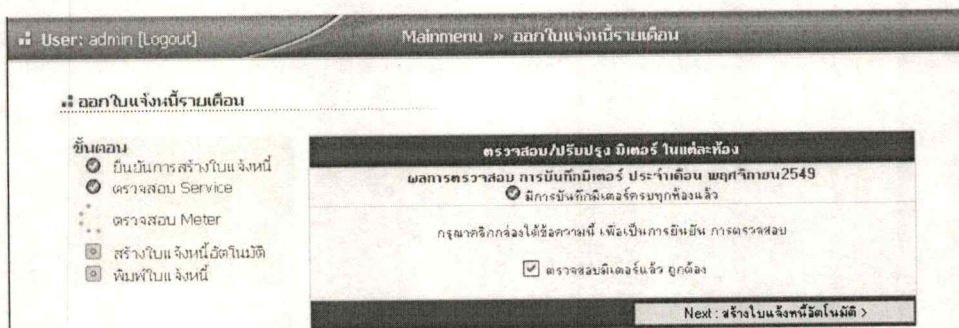 User: admin [Logout]
Mainmenu » ออกใบแจ้งหนี้รายเดือน
ออกใบแจ้งหนี้รายเดือน
ขั้นตอน
ยืนยันการสร้างใบแจ้งหนี้
ตรวจสอบ Service
ตรวจสอบ Meter
สร้างใบแจ้งหนี้อัตโนมัติ
พิมพ์ใบแจ้งหนี้
ตรวจสอบ/ปรับปรุง มิเตอร์ ในแต่ละห้อง
ผลการตรวจสอบ การบันทึกมิเตอร์ ประจำเดือน พฤศจิกายน2549
มีการบันทึกมิเตอร์ครบทุกห้องแล้ว
กรุณาคลิกกล่องใต้ข้อความนี้ เพื่อเป็นการยืนยัน การตรวจสอบ
ตรวจสอบมิเตอร์แล้ว ถูกต้อง
Next : สร้างใบแจ้งหนี้อัตโนมัติ >